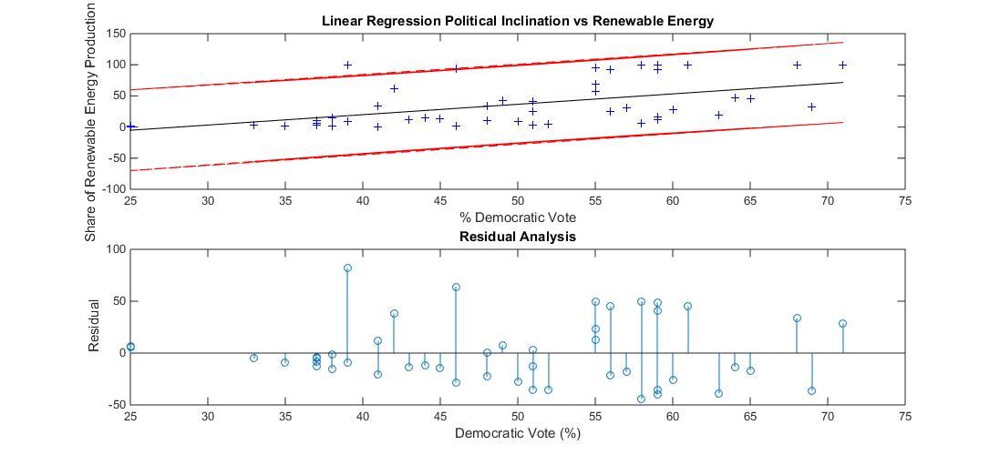 Linear Regression Political Inclination vs Renewable Energy
Share of Renewable Energy Production
150
100
50
0
-50
-100
25 30 35 40 45 50 55 60 65 70 75
% Democratic Vote
Residual Analysis
Residual
100
50
0
-50
25 30 35 40 45 50 55 60 65 70 75
Democratic Vote (%)